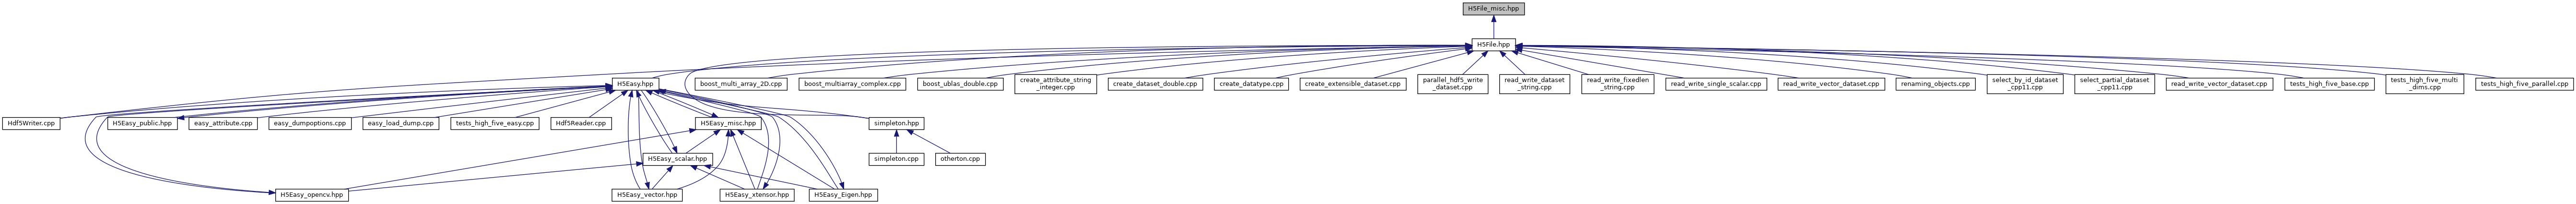 H5File_misc.hpp
H5File.hpp
H5Easy.hpp
boost_multi_array_2D.cpp
boost_multiarray_complex.cpp
boost_ublas_double.cpp
create_attribute_string
_integer.cpp
create_dataset_double.cpp
create_datatype.cpp
create_extensible_dataset.cpp
parallel_hdf5_write
_dataset.cpp
read_write_dataset
_string.cpp
read_write_fixedlen
_string.cpp
read_write_single_scalar.cpp
read_write_vector_dataset.cpp
renaming_objects.cpp
select_by_id_dataset
_cpp11.cpp
select_partial_dataset
_cpp11.cpp
read_write_vector_dataset.cpp
tests_high_five_base.cpp
tests_high_five_multi
_dims.cpp
tests_high_five_parallel.cpp
Hdf5Writer.cpp
H5Easy_public.hpp
easy_attribute.cpp
easy_dumpoptions.cpp
easy_load_dump.cpp
tests_high_five_easy.cpp
Hdf5Reader.cpp
H5Easy_misc.hpp
simpleton.hpp
H5Easy_scalar.hpp
simpleton.cpp
otherton.cpp
H5Easy_opencv.hpp
H5Easy_vector.hpp
H5Easy_xtensor.hpp
H5Easy_Eigen.hpp